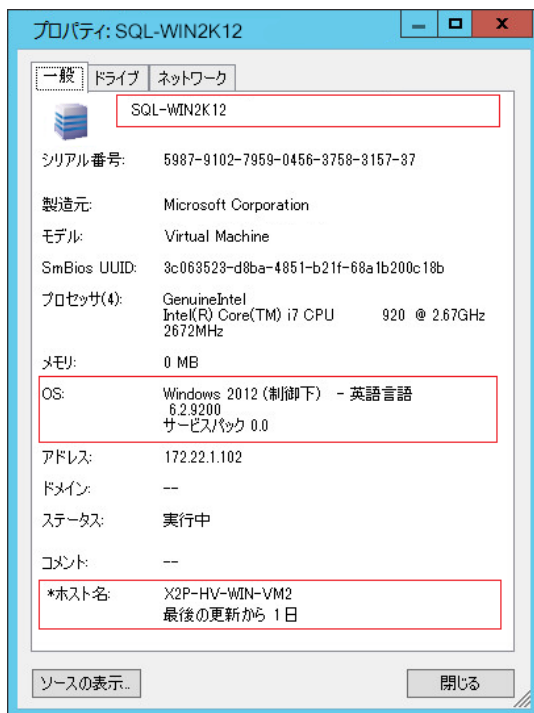 プロパティ: SQL-WIN2K12
一般 ドライブ ネットワーク
SQL-WIN2K12
シリアル番号: 5987-9102-7959-0456-3758-3157-37
製造元: Microsoft Corporation
モデル: Virtual Machine
SmBios UUID: 3c063523-d8ba-4851-b21f-68a1b200c18b
プロセッサ(4): GenuineIntel
Intel(R) Core(TM) i7 CPU 920 @ 2.67GHz
2672MHz
メモリ: 0 MB
OS: Windows 2012 (制御下) - 英語言語
6.2.9200
サービスパック 0.0
アドレス: 172.22.1.102
ドメイン: --
ステータス: 実行中
コメント: --
*ホスト名: X2P-HV-WIN-VM2
最後の更新から 1日
ソースの表示.. 閉じる